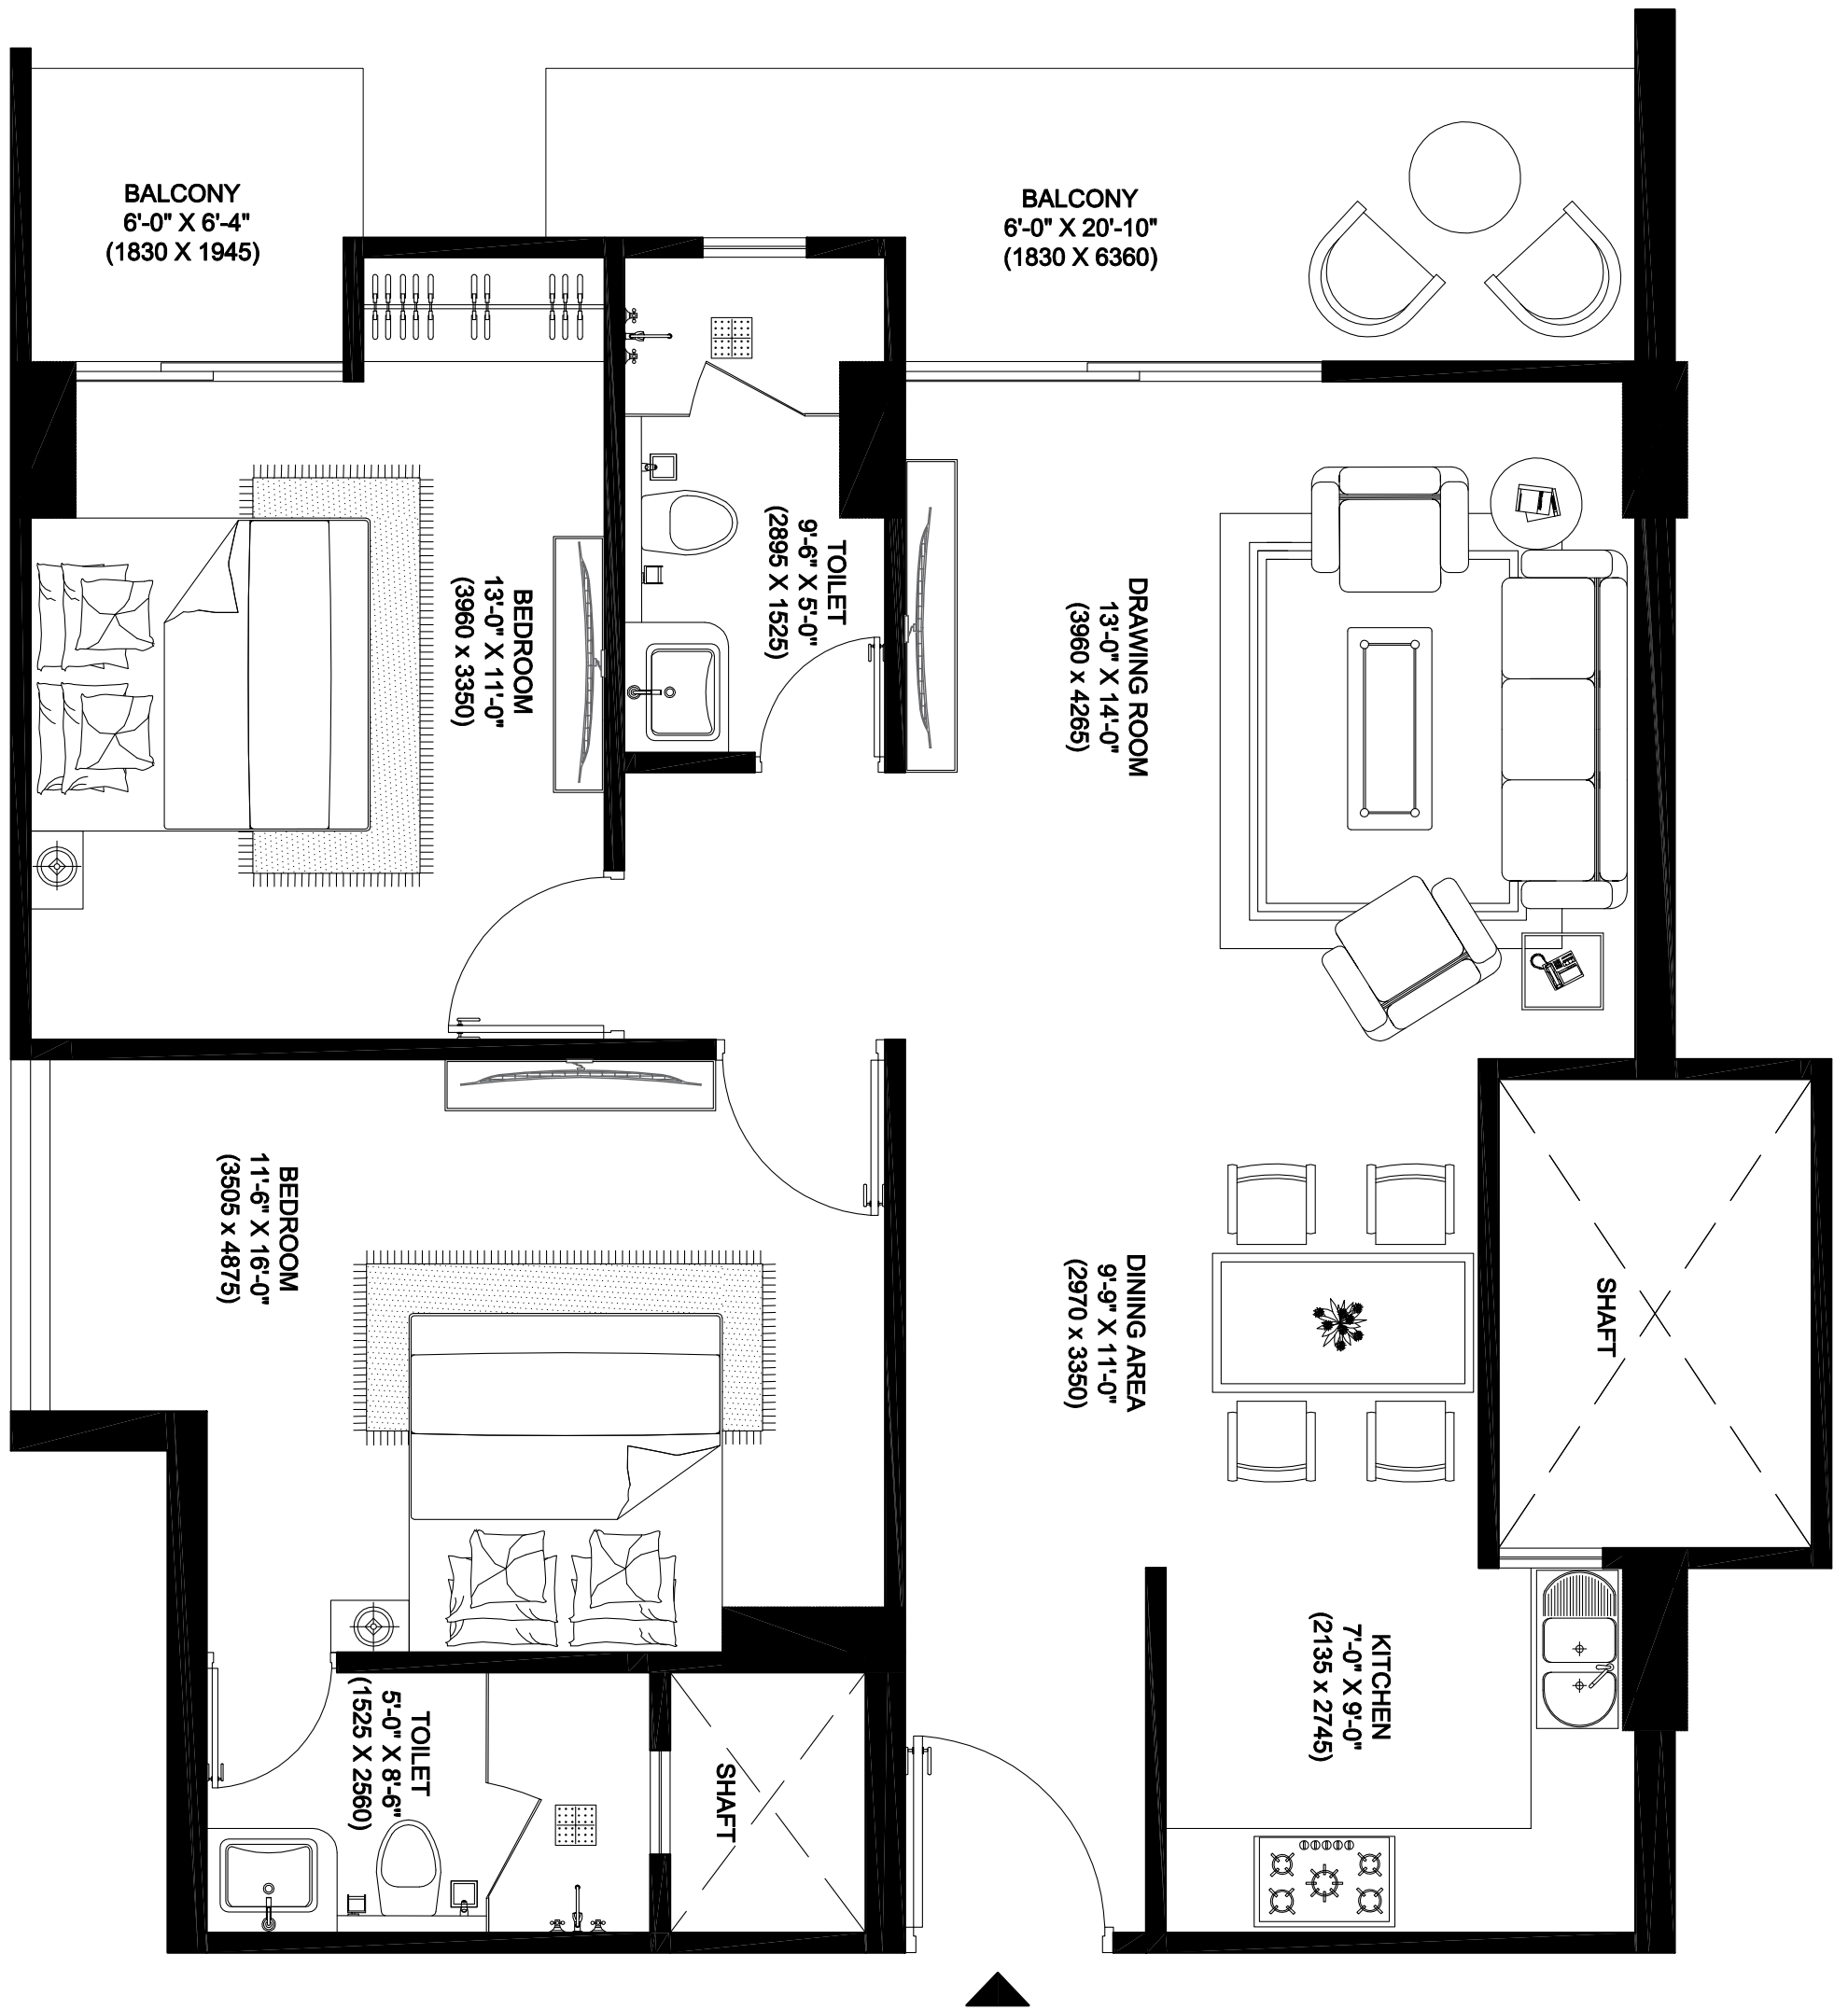 BALCONY
6'-0" X 6'-4"
(1830 X 1945)
BALCONY
6'-0" X 20'-10"
(1830 X 6360)
TOILET
9'-6" X 5'-0"
(2895 X 1525)
BEDROOM
13'-0" X 11'-0"
(3960 x 3350)
DRAWING ROOM
13'-0" X 14'-0"
(3960 x 4265)
BEDROOM
11'-6" X 16'-0"
(3505 x 4875)
DINING AREA
9'-9" X 11'-0"
(2970 x 3350)
SHAFT
KITCHEN
7'-0" X 9'-0"
(2135 x 2745)
TOILET
5'-0" X 8'-6"
(1525 X 2560)
SHAFT